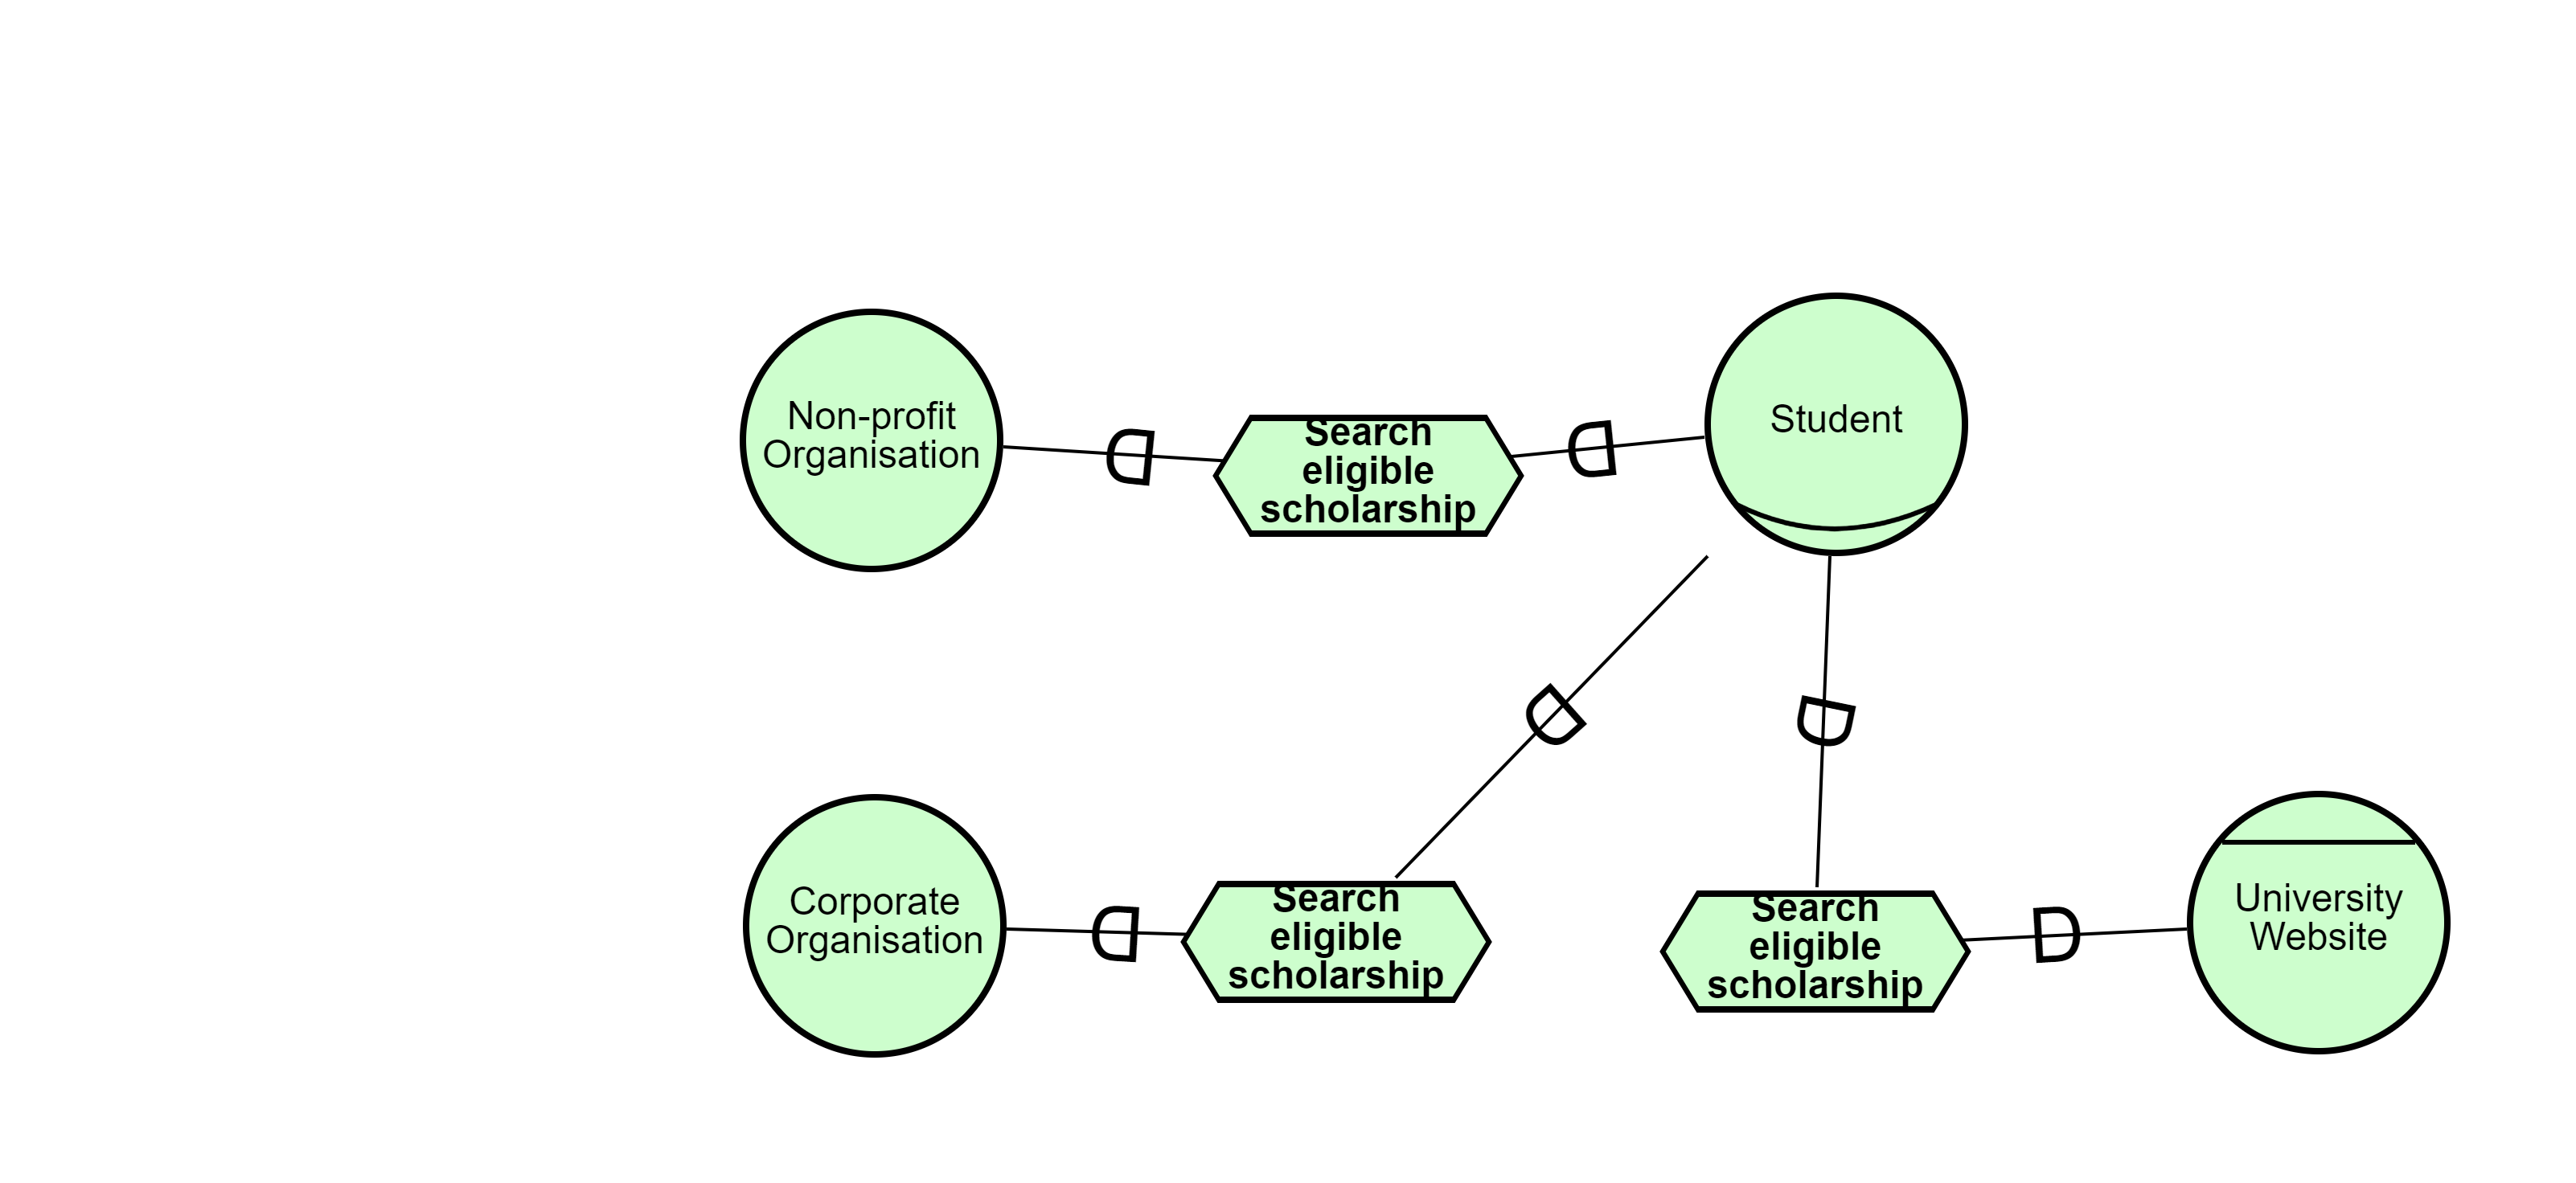 Non-profit
Organisation
Search
eligible
scholarship
Student
Corporate
Organisation
Search
eligible
scholarship
Search
eligible
scholarship
University
Website